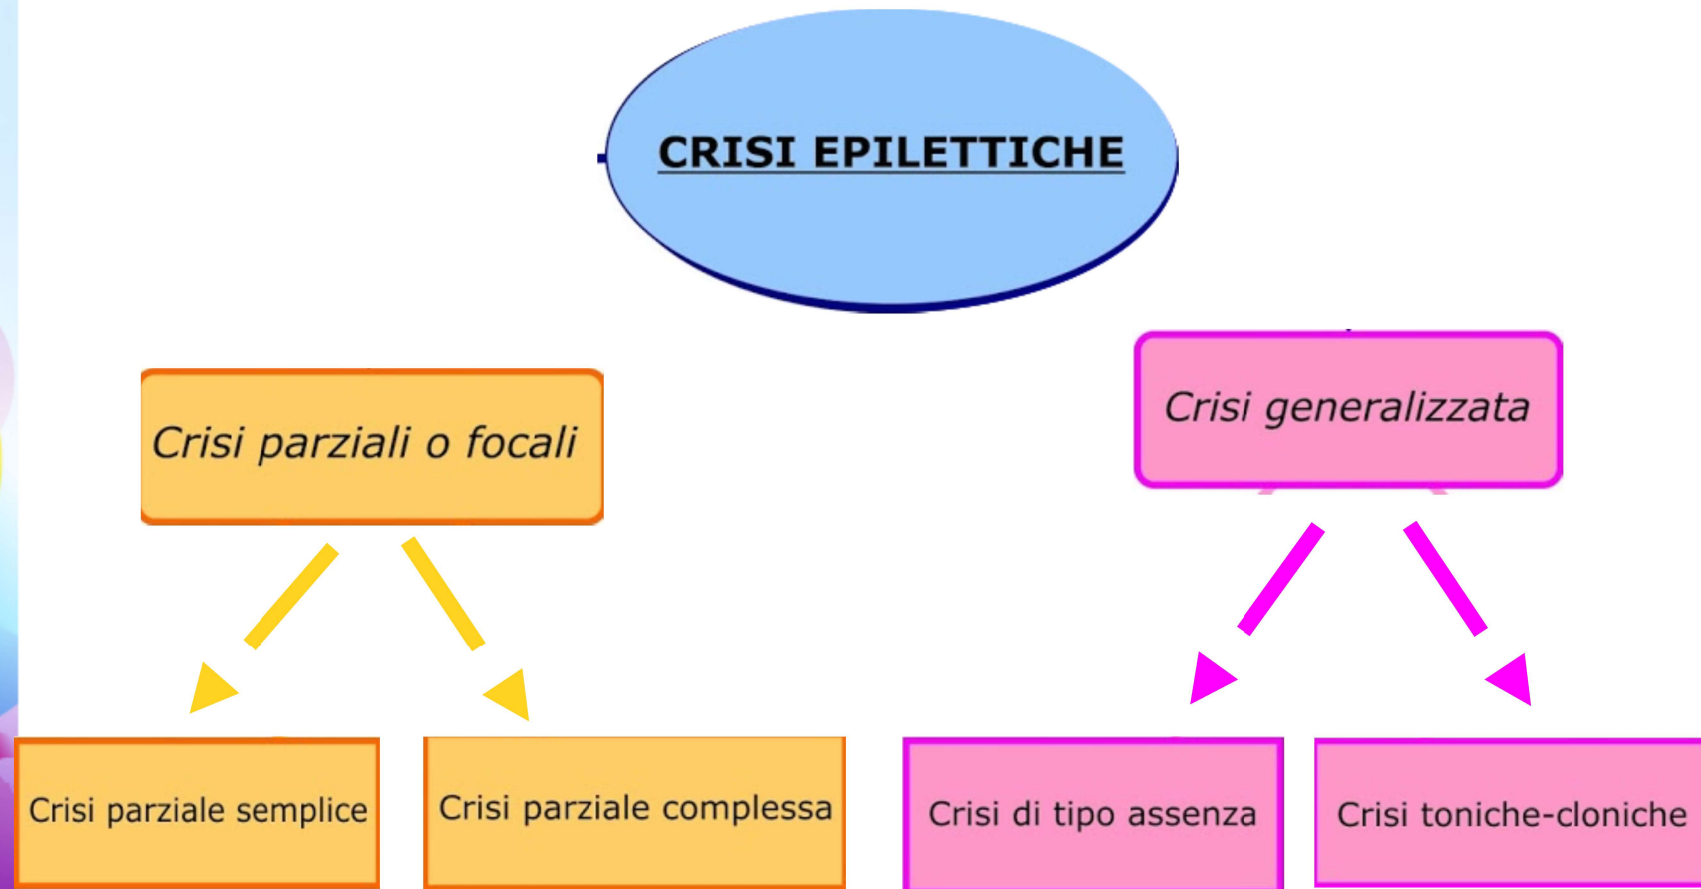 CRISI EPILETTICHE
Crisi parziali o focali
Crisi generalizzata
Crisi parziale semplice
Crisi parziale complessa
Crisi di tipo assenza
Crisi toniche-cloniche